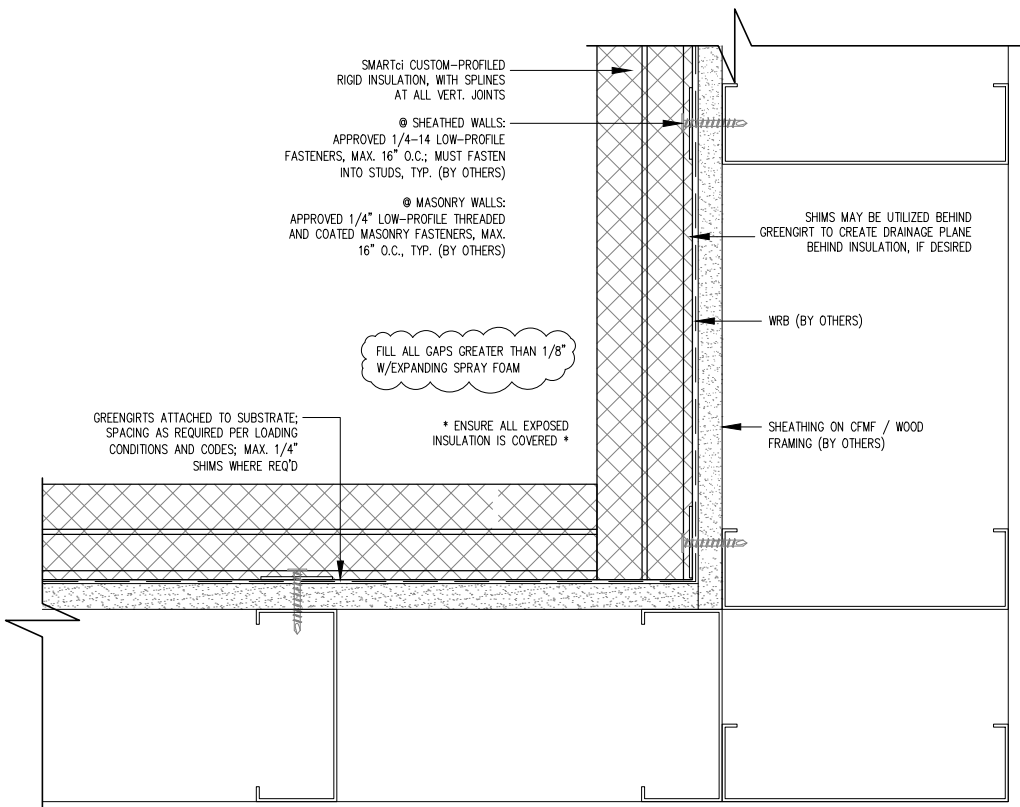 SMARTci CUSTOM-PROFILED
RIGID INSULATION, WITH SPLINES
AT ALL VERT. JOINTS
@ SHEATHED WALLS:
APPROVED 1/4-14 LOW-PROFILE
FASTENERS, MAX. 16" O.C.; MUST FASTEN
INTO STUDS, TYP. (BY OTHERS)
@ MASONRY WALLS:
APPROVED 1/4" LOW-PROFILE THREADED
AND COATED MASONRY FASTENERS, MAX.
16" O.C., TYP. (BY OTHERS)
SHIMS MAY BE UTILIZED BEHIND
GREENGIRT TO CREATE DRAINAGE PLANE
BEHIND INSULATION, IF DESIRED
WRB (BY OTHERS)
FILL ALL GAPS GREATER THAN 1/8"
W/EXPANDING SPRAY FOAM
GREENGIRTS ATTACHED TO SUBSTRATE;
SPACING AS REQUIRED PER LOADING
CONDITIONS AND CODES; MAX. 1/4"
SHIMS WHERE REQ'D
* ENSURE ALL EXPOSED
INSULATION IS COVERED *
SHEATHING ON CFMF / WOOD
FRAMING (BY OTHERS)